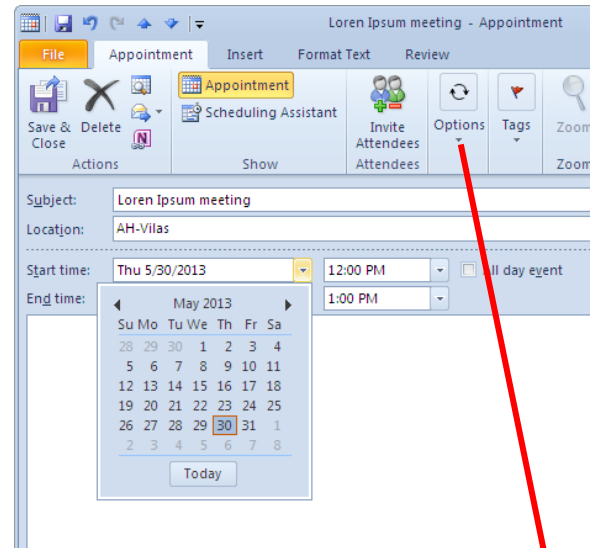 Loren Ipsum meeting - Appointment
File Appointment Insert Format Text Review
Save & Close
Delete
Appointment
Scheduling Assistant
Invite Attendees
Options
Tags
Zoom
Actions Show Attendees Zoom
Subject: Loren Ipsum meeting
Location: AH-Vilas
Start time: Thu 5/30/2013 12:00 PM All day event
End time: 1:00 PM
May 2013
Su Mo Tu We Th Fr Sa
28 29 30 1 2 3 4
5 6 7 8 9 10 11
12 13 14 15 16 17 18
19 20 21 22 23 24 25
26 27 28 29 30 31 1
2 3 4 5 6 7 8
Today